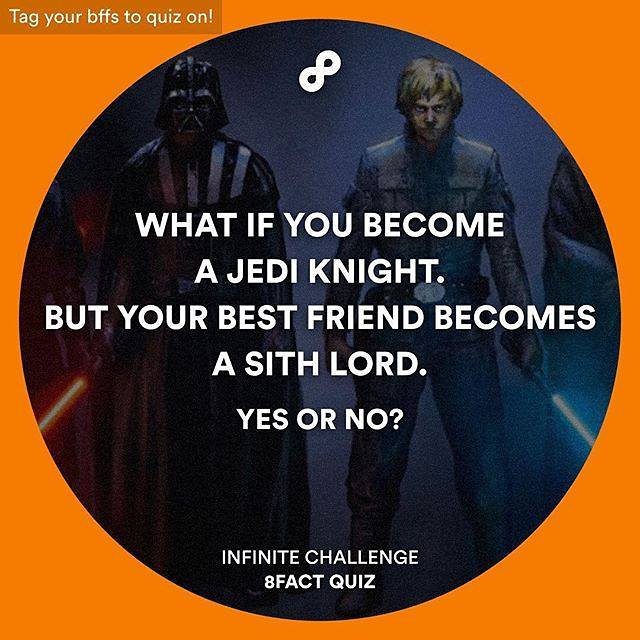 Tag your bffs to quiz on!
WHAT IF YOU BECOME
A JEDI KNIGHT.
BUT YOUR BEST FRIEND BECOMES
A SITH LORD.
YES OR NO?
INFINITE CHALLENGE
8FACT QUIZ